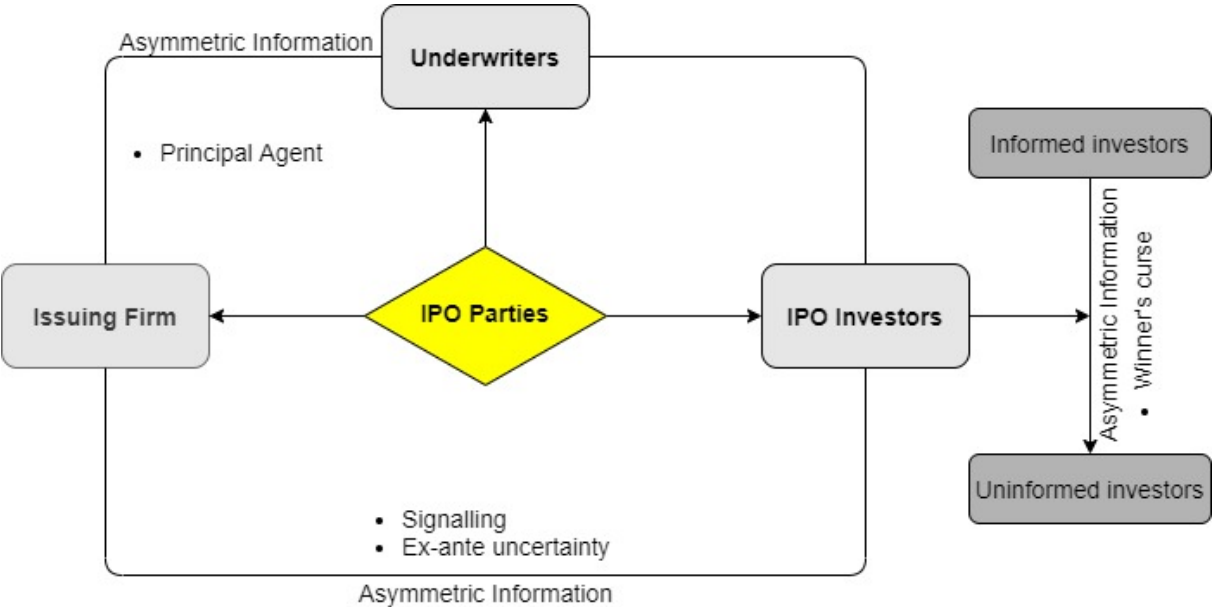 Asymmetric Information
Underwriters
• Principal Agent
Informed investors
Issuing Firm
IPO Parties
IPO Investors
Asymmetric Information
• Winner's curse
Uninformed investors
• Signalling
• Ex-ante uncertainty
Asymmetric Information